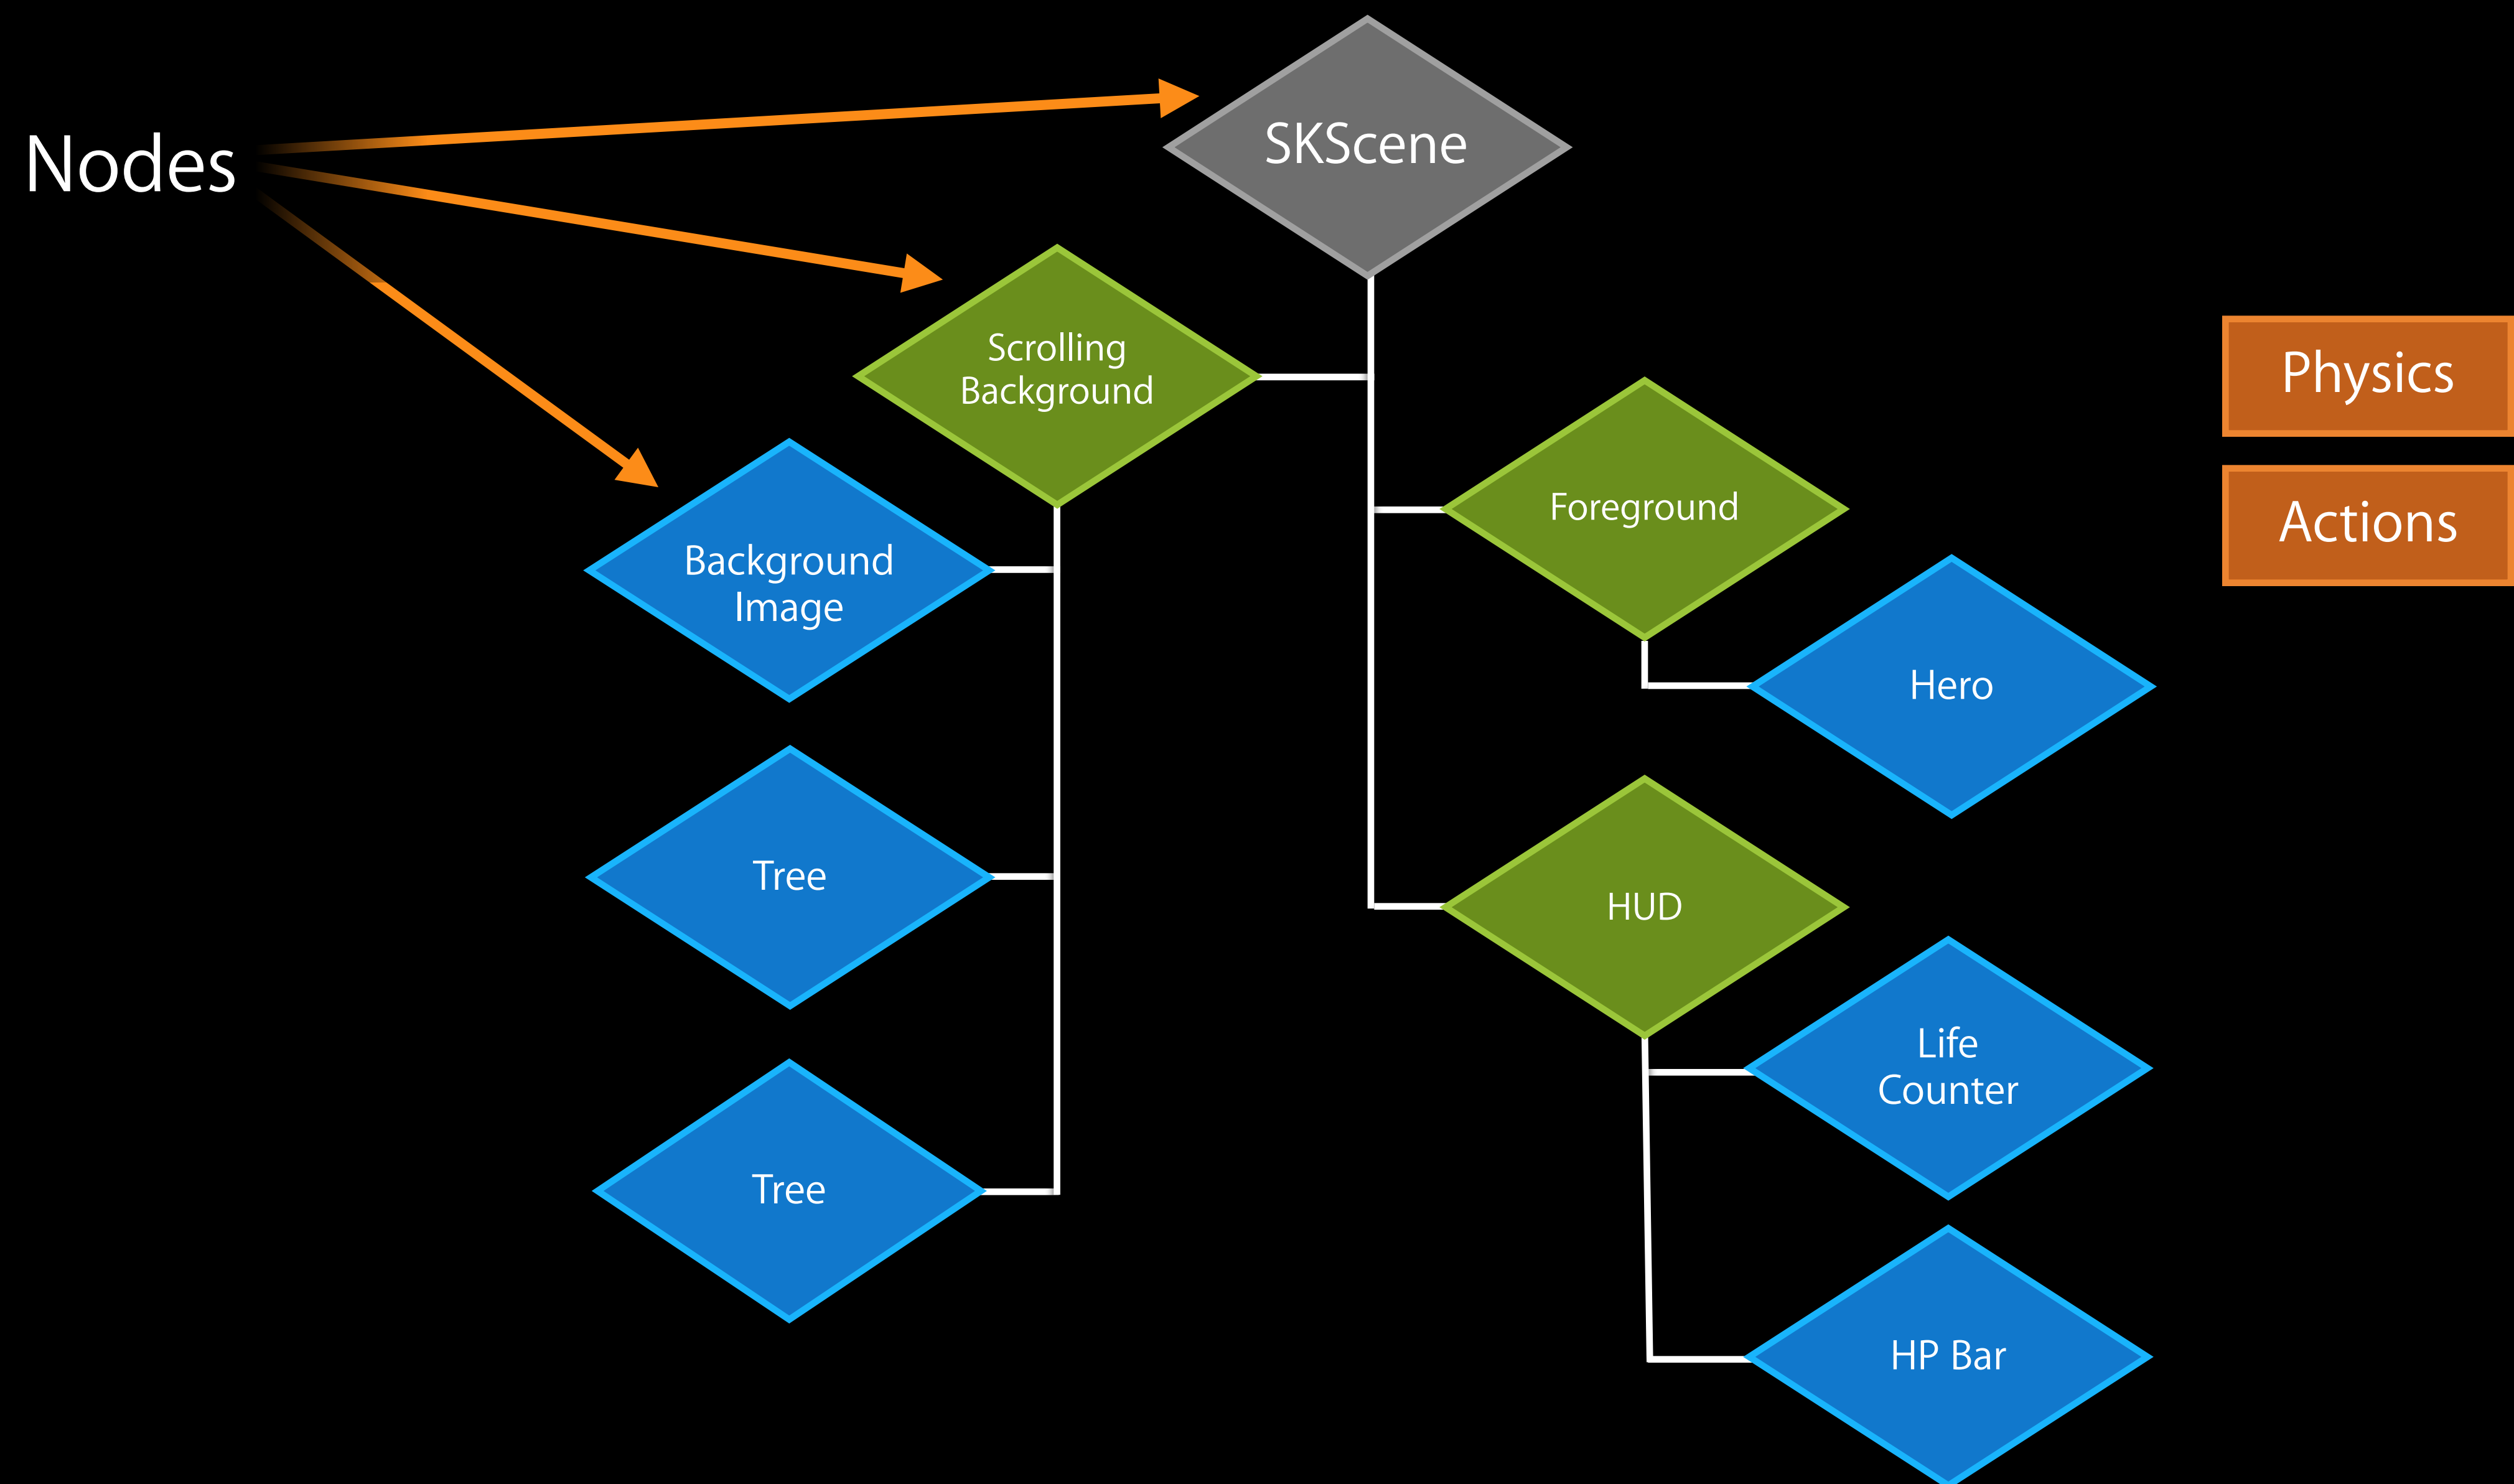 Nodes
SKScene
Scrolling
Background
Physics
Foreground
Actions
Background
Image
Hero
Tree
HUD
Life
Counter
Tree
HP Bar